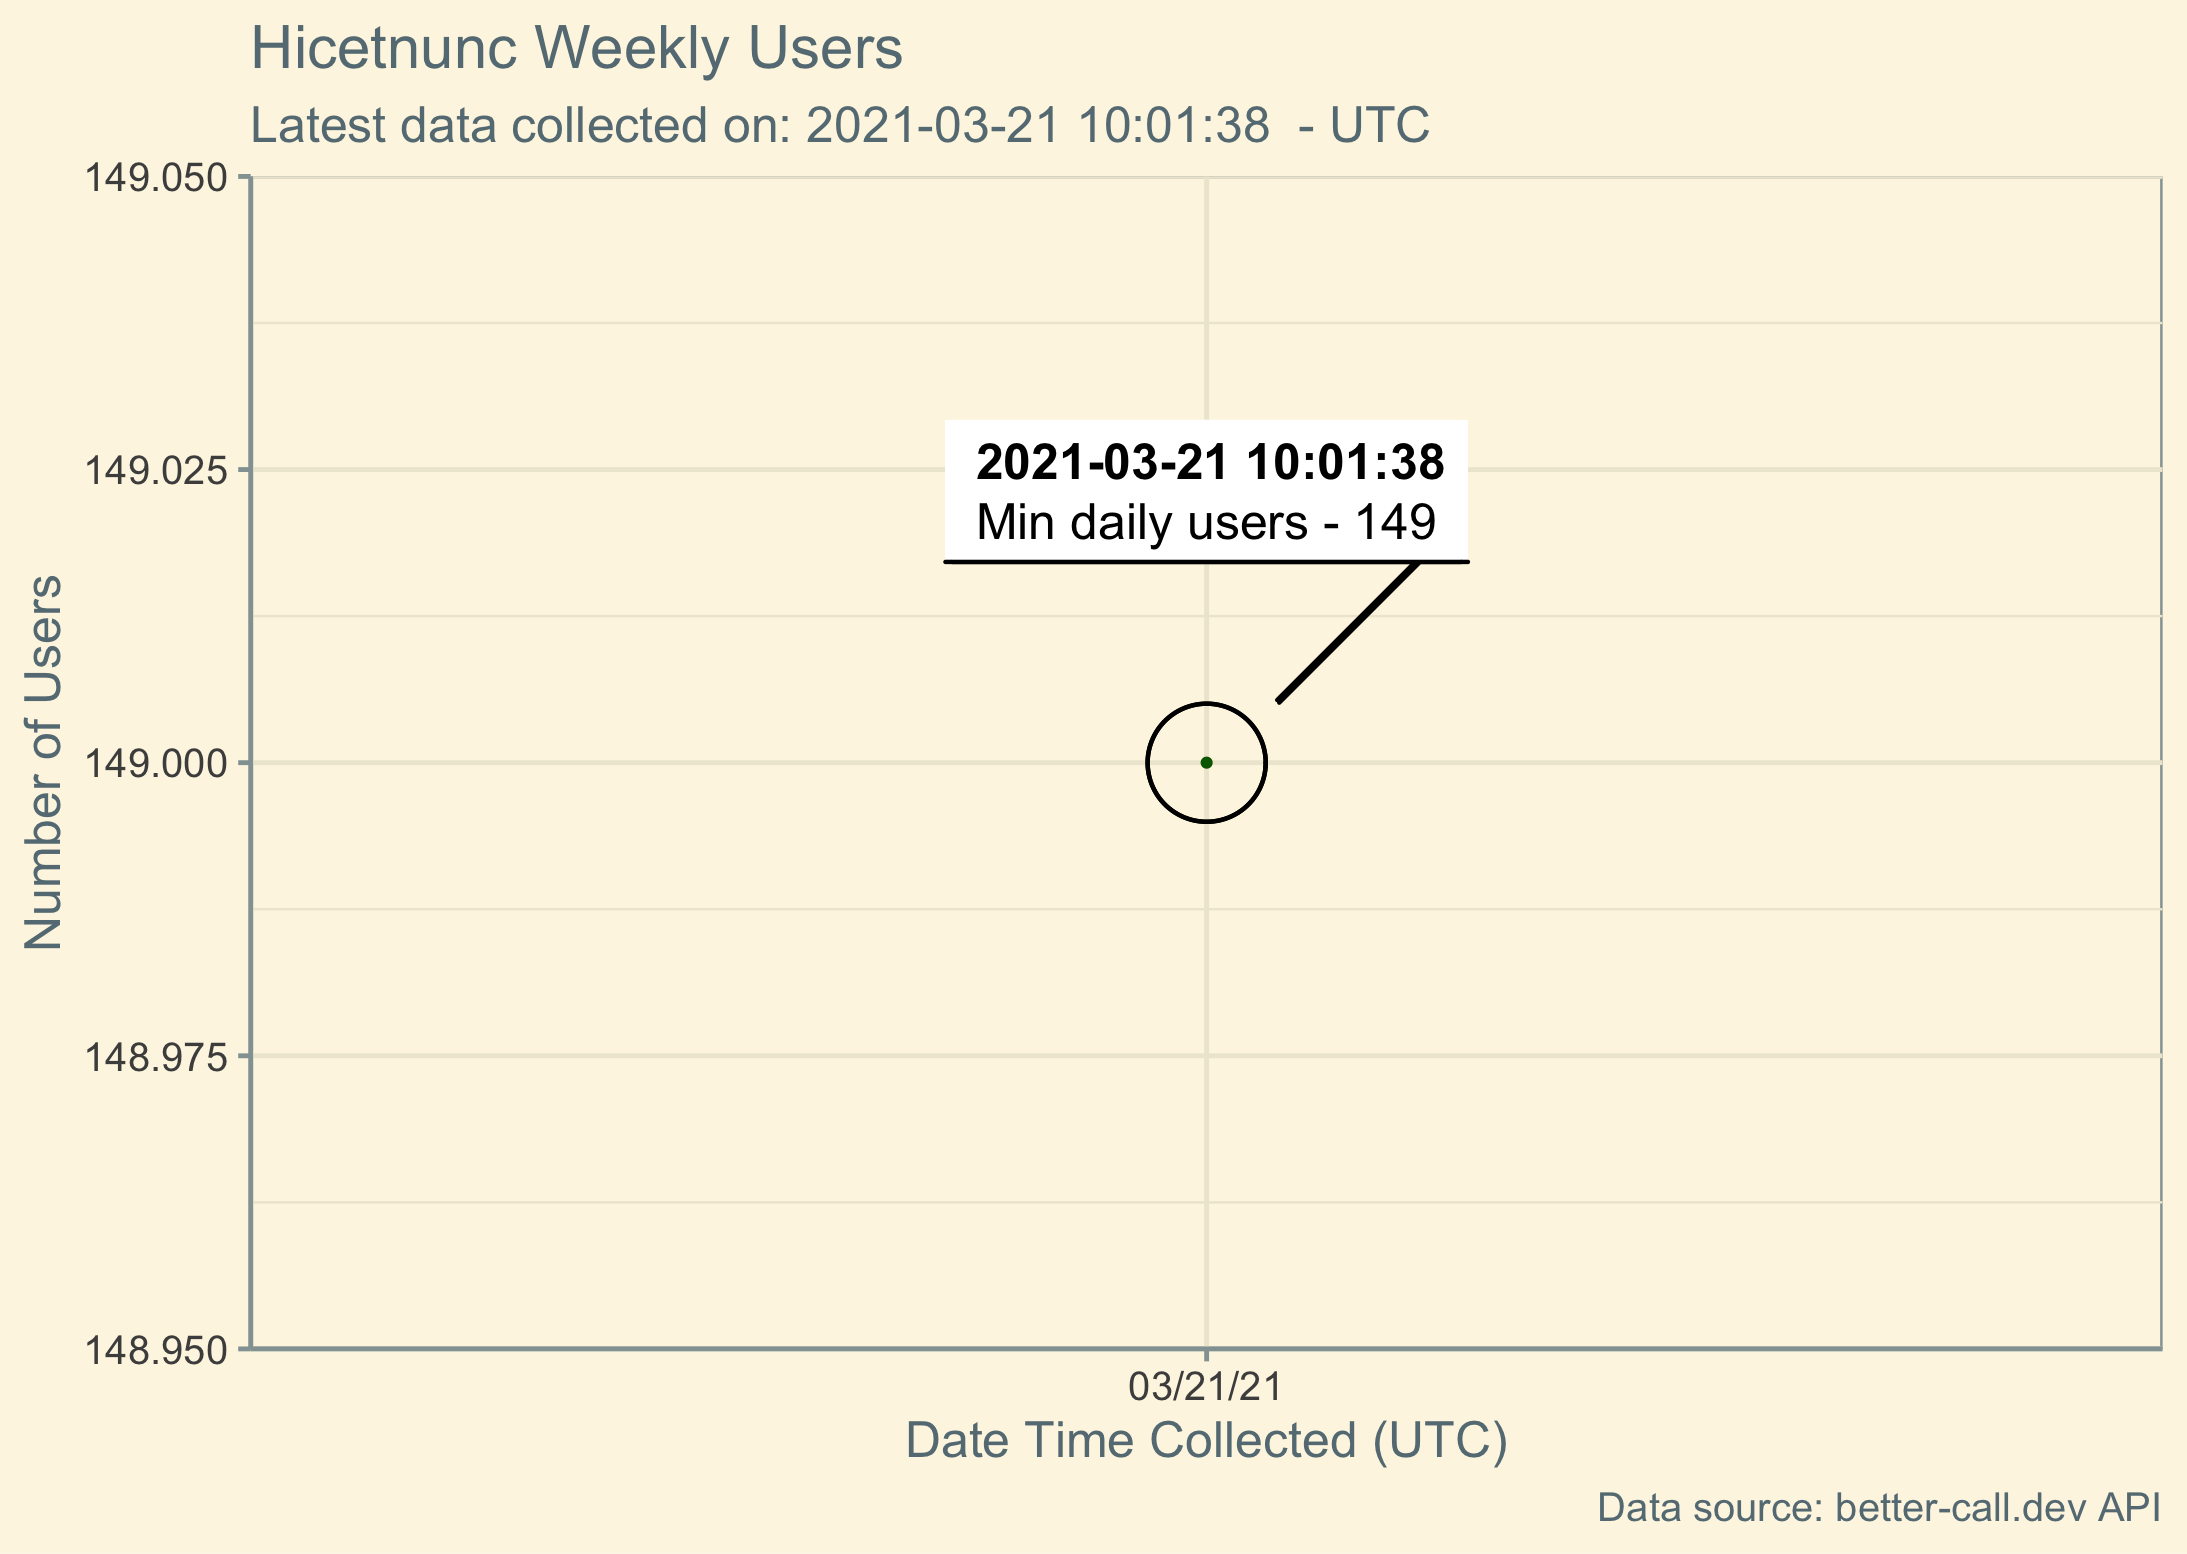 Hicetnunc Weekly Users
Latest data collected on: 2021-03-21 10:01:38  - UTC
149.050
149.025
149.000
148.975
148.950
Number of Users
2021-03-21 10:01:38
Min daily users - 149
03/21/21
Date Time Collected (UTC)
Data source: better-call.dev API